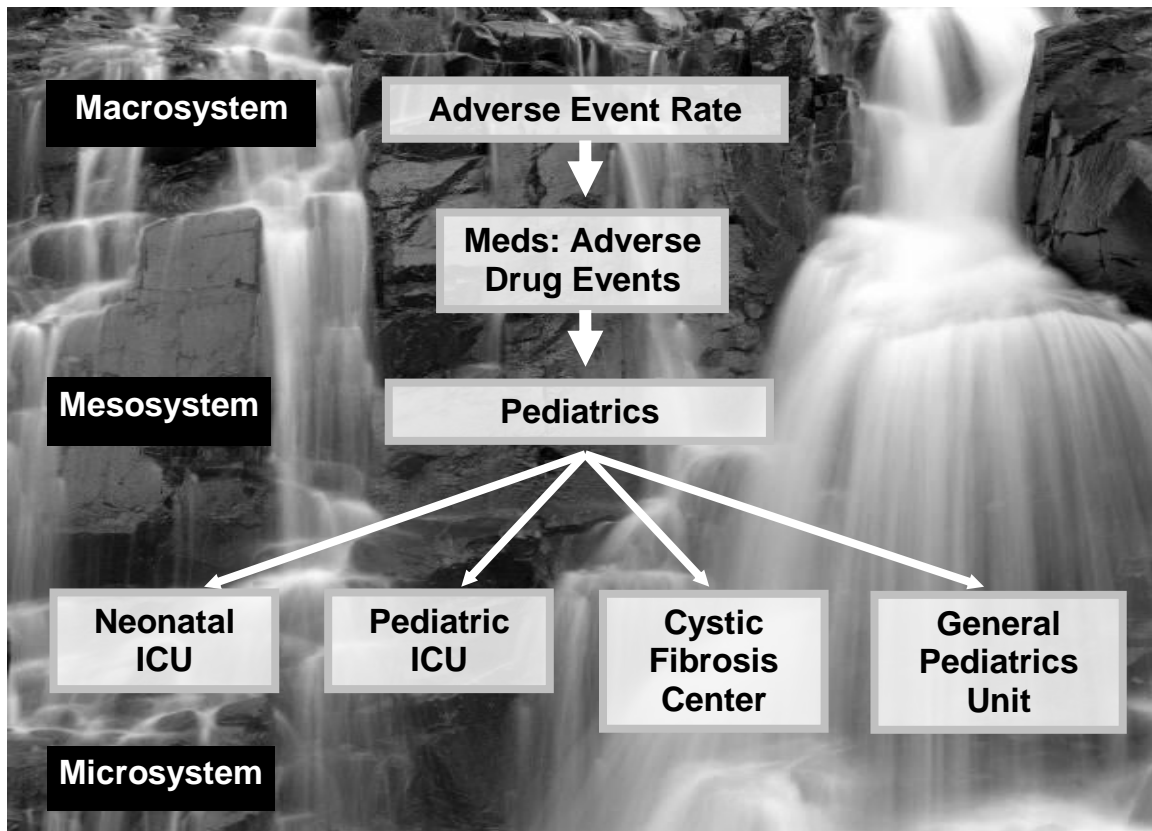 Macrosystem
Adverse Event Rate
Meds: Adverse
Drug Events
Mesosystem
Pediatrics
Neonatal
ICU
Pediatric
ICU
Cystic
Fibrosis
Center
General
Pediatrics
Unit
Microsystem